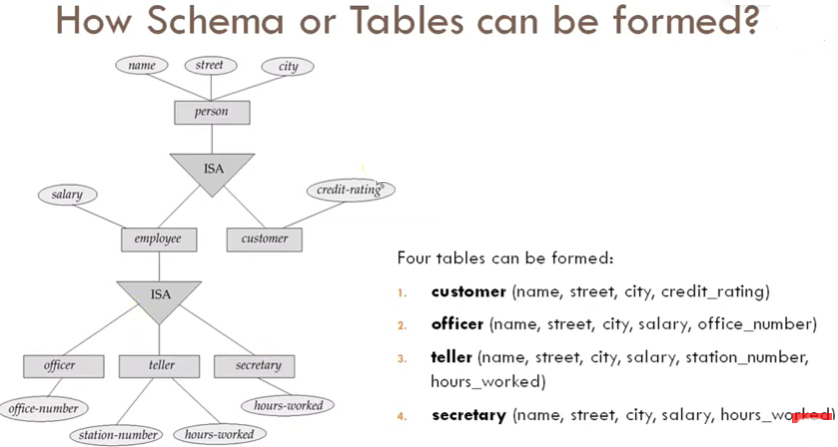 How Schema or Tables can be formed?
name street city
person
ISA
salary credit-rating
employee customer
ISA
officer teller secretary
office-number station-number hours-worked hours-worked
Four tables can be formed:
1. customer (name, street, city, credit_rating)
2. officer (name, street, city, salary, office_number)
3. teller (name, street, city, salary, station_number,
hours_worked)
4. secretary (name, street, city, salary, hours_worked)